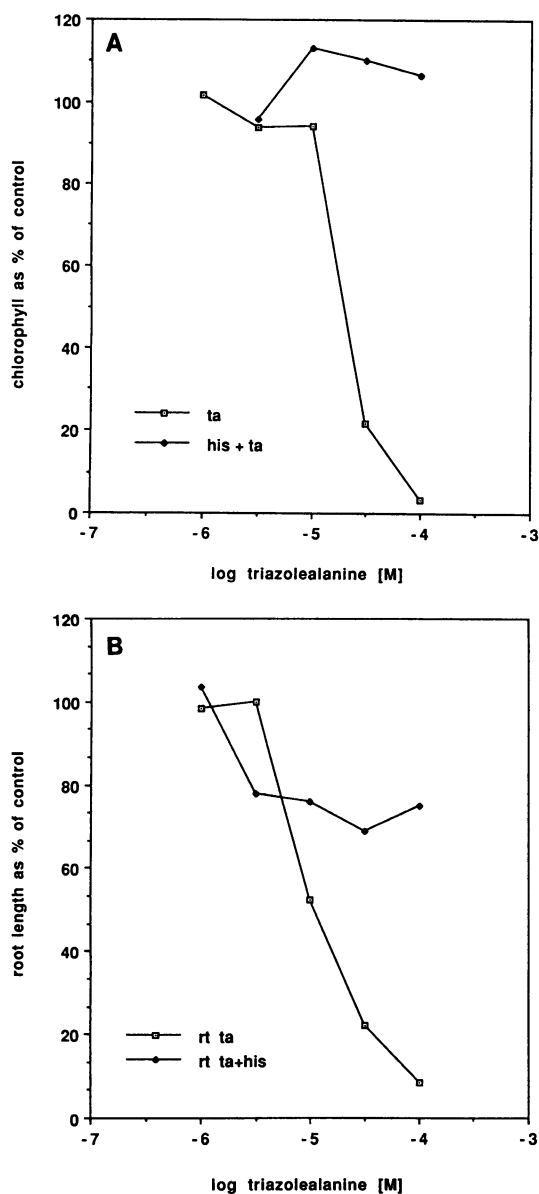 A
120
100
80
60
40
20
0
chlorophyll as % of control
ta
his + ta
-7 -6 -5 -4 -3
log triazolealanine [M]
B
120
100
80
60
40
20
0
root length as % of control
rt ta
rt ta+his
-7 -6 -5 -4 -3
log triazolealanine [M]